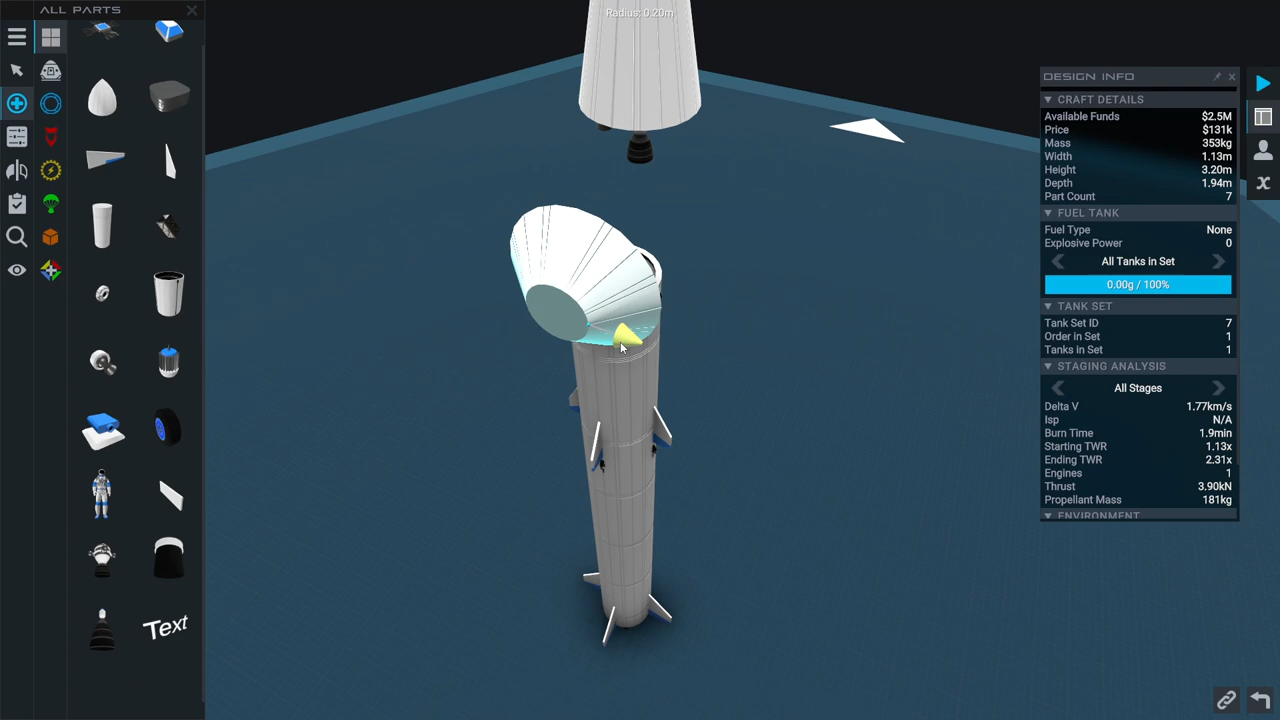 ALL PARTS
Radius: 0.20m
Text
DESIGN INFO
CRAFT DETAILS
Available Funds $2.5M
Price $131k
Mass 353kg
Width 1.13m
Height 3.20m
Depth 1.94m
Part Count 7
FUEL TANK
Fuel Type None
Explosive Power 0
All Tanks in Set
0.00g / 100%
TANK SET
Tank Set ID 7
Order in Set 1
Tanks in Set 1
STAGING ANALYSIS
All Stages
Delta V 1.77km/s
Isp N/A
Burn Time 1.9min
Starting TWR 1.13x
Ending TWR 2.31x
Engines 1
Thrust 3.90kN
Propellant Mass 181kg
ENVIRONMENT